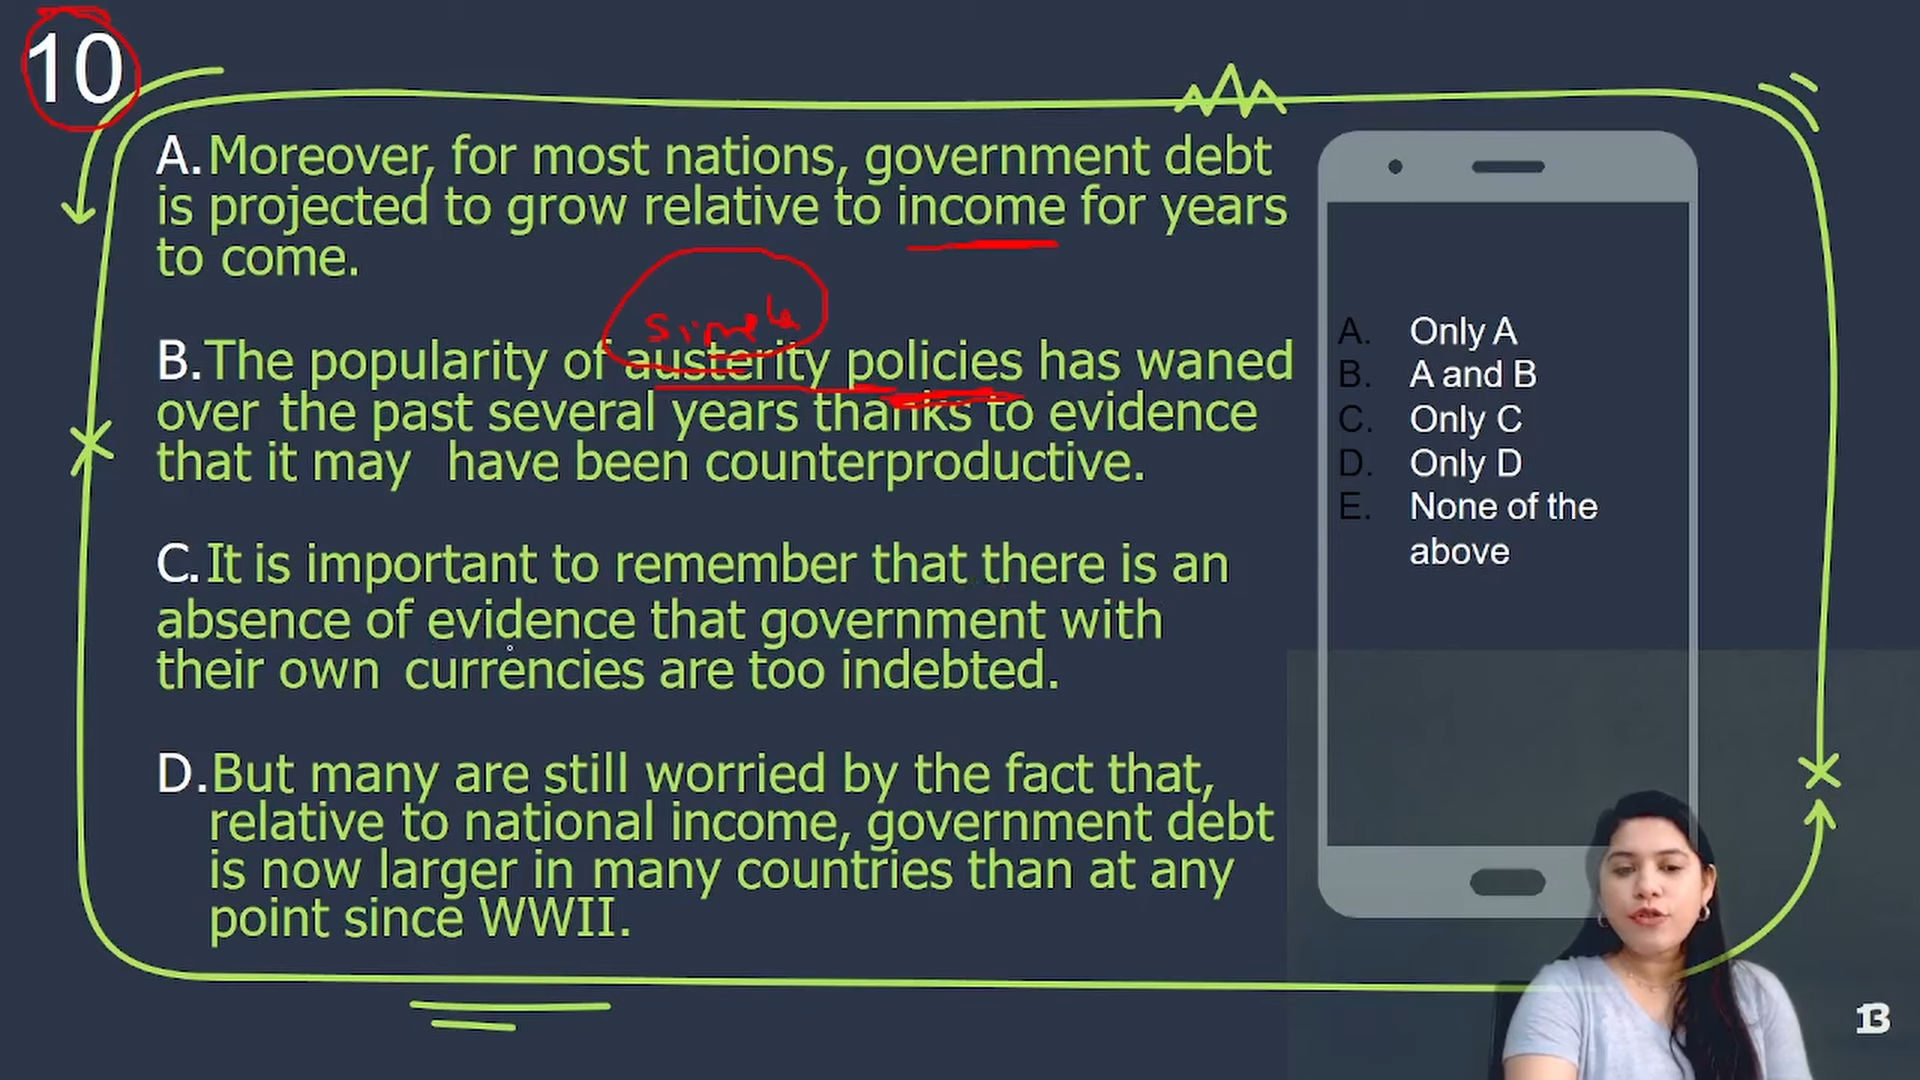 10
A. Moreover, for most nations, government debt
is projected to grow relative to income for years
to come.
simple
B. The popularity of austerity policies has waned
over the past several years thanks to evidence
that it may have been counterproductive.
C. It is important to remember that there is an
absence of evidence that government with
their own currencies are too indebted.
D. But many are still worried by the fact that,
relative to national income, government debt
is now larger in many countries than at any
point since WWII.
A. Only A
B. A and B
C. Only C
D. Only D
E. None of the
above